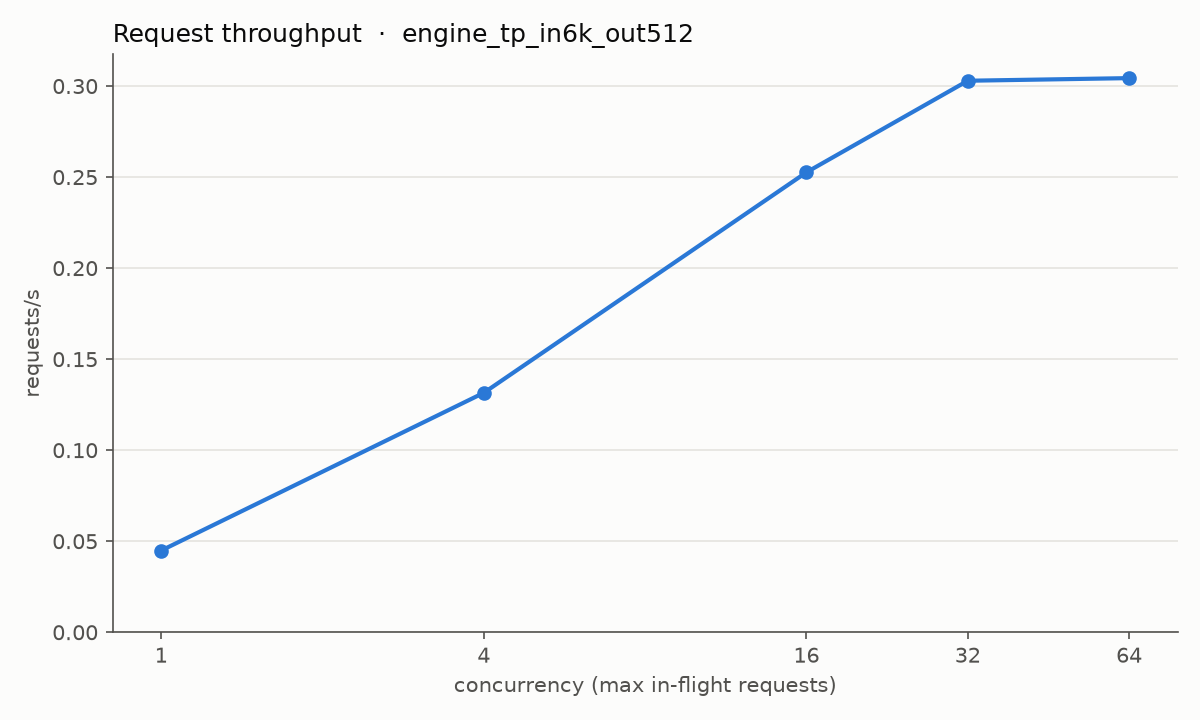 Request throughput · engine_tp_in6k_out512
requests/s
0.30
0.25
0.20
0.15
0.10
0.05
0.00
1 4 16 32 64
concurrency (max in-flight requests)